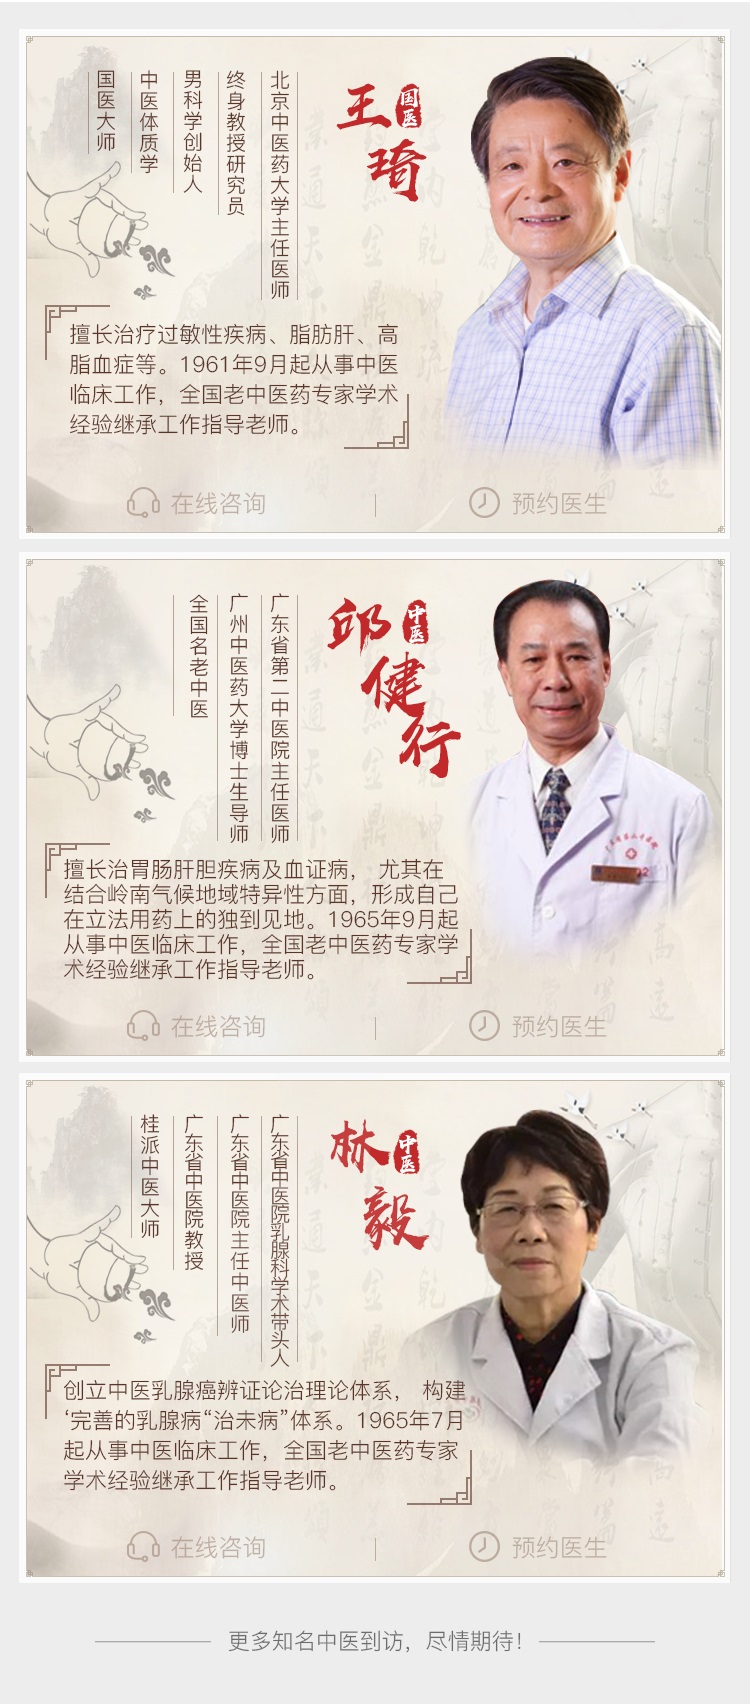 国医
王琦
北京中医药大学主任医师
终身教授研究员
男科学创始人
中医体质学
国医大师
擅长治疗过敏性疾病、脂肪肝、高
脂血症等。1961年9月起从事中医
临床工作，全国老中医药专家学术
经验继承工作指导老师。
在线咨询
预约医生
中医
邱健行
广东省第二中医院主任医师
广州中医药大学博士生导师
全国名老中医
擅长治胃肠肝胆疾病及血证病， 尤其在
结合岭南气候地域特异性方面，形成自己
在立法用药上的独到见地。1965年9月起
从事中医临床工作，全国老中医药专家学
术经验继承工作指导老师。
在线咨询
预约医生
中医
林毅
广东省中医院乳腺科学术带头人
广东省中医院主任中医师
广东省中医院教授
桂派中医大师
创立中医乳腺癌辨证论治理论体系， 构建
‘完善的乳腺病“治未病”体系。1965年7月
起从事中医临床工作，全国老中医药专家
学术经验继承工作指导老师。
在线咨询
预约医生
更多知名中医到访，尽情期待！